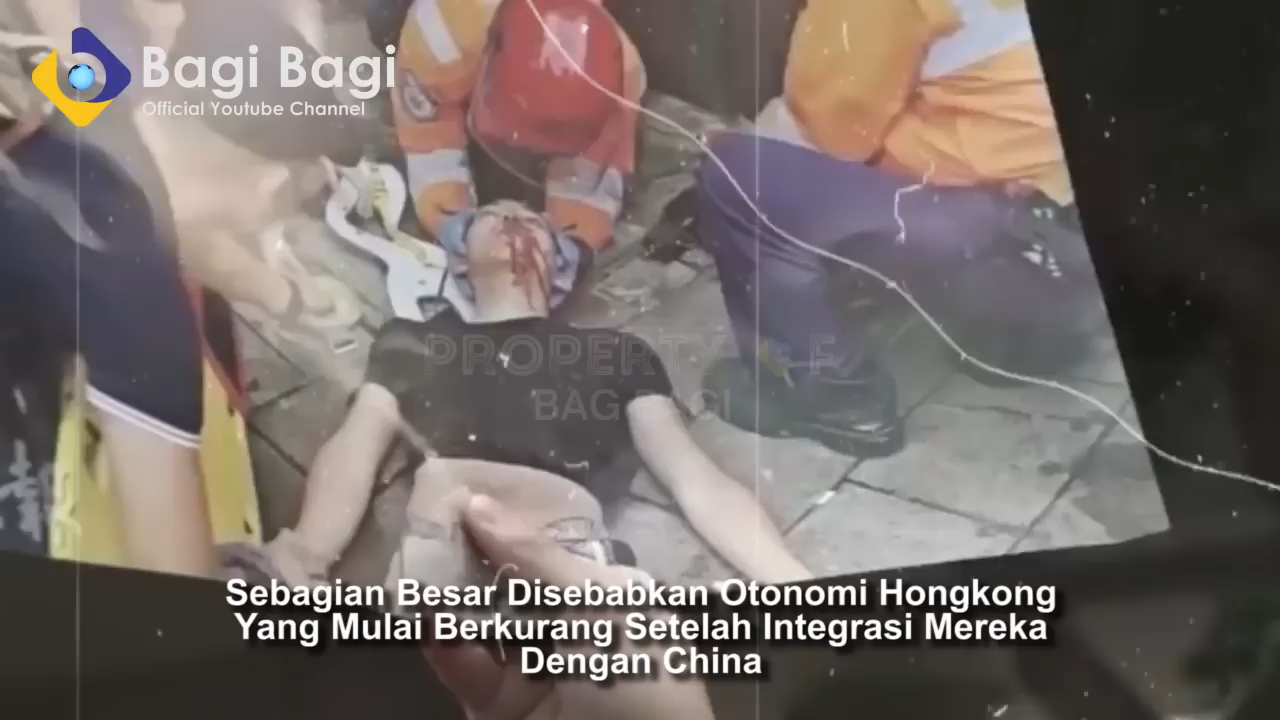 Bagi Bagi
Official Youtube Channel
PROPERTY OF
BAGI BAGI
Sebagian Besar Disebabkan Otonomi Hongkong
Yang Mulai Berkurang Setelah Integrasi Mereka
Dengan China